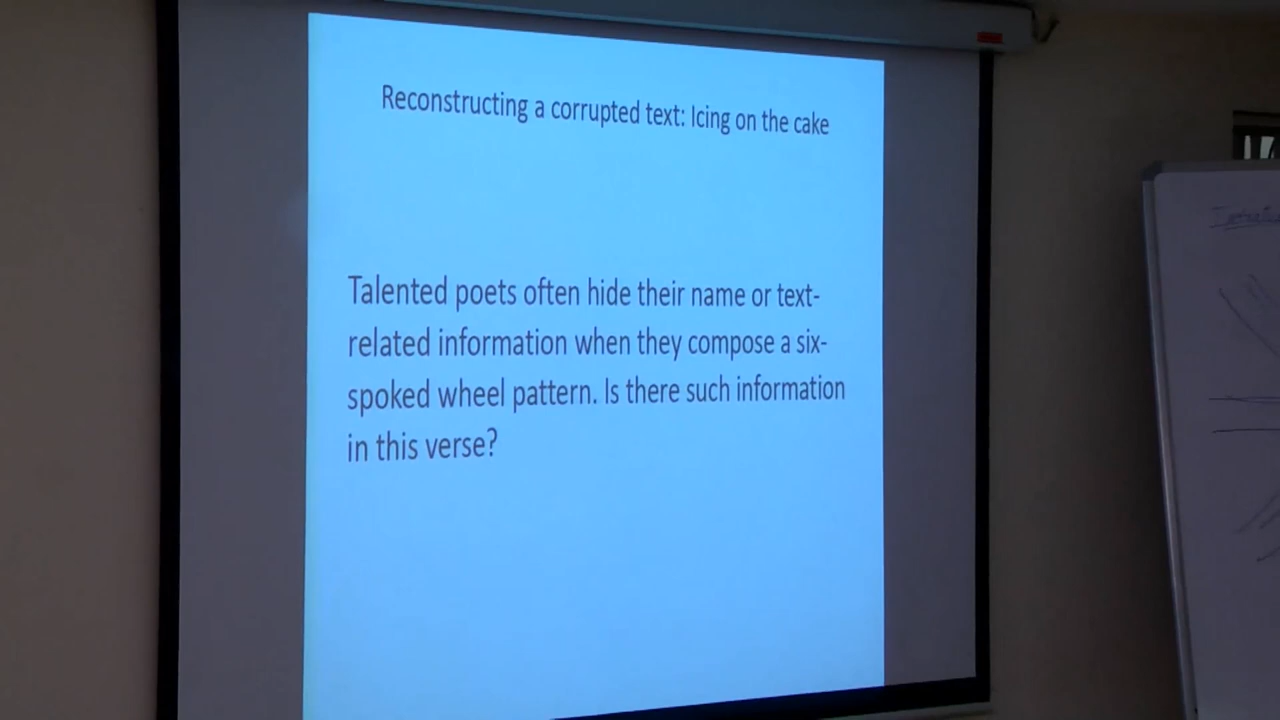 Reconstructing a corrupted text: Icing on the cake
Talented poets often hide their name or text-
related information when they compose a six-
spoked wheel pattern. Is there such information
in this verse?